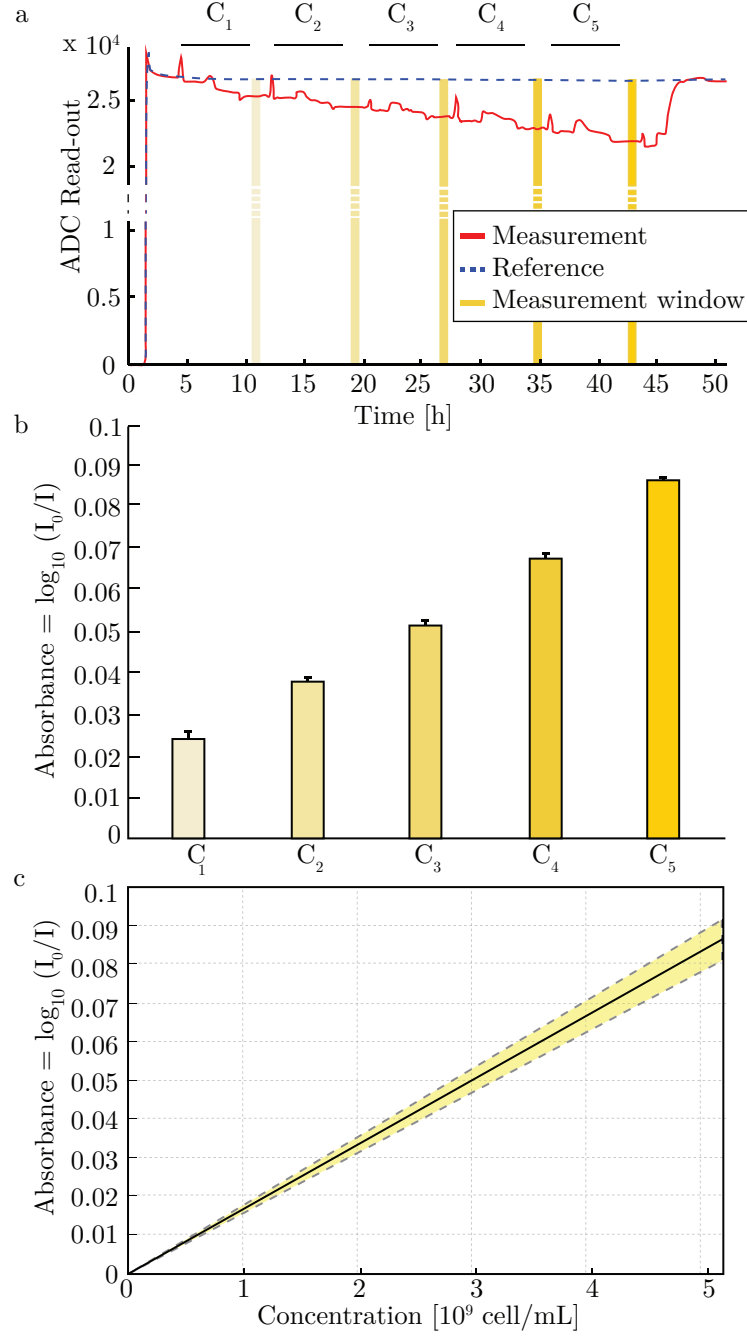 a
C₁ C₂ C₃ C₄ C₅
x 10⁴
2.5
2
1
0.5
0
ADC Read-out
Measurement
Reference
Measurement window
0 5 10 15 20 25 30 35 40 45 50
Time [h]
b
0.1
0.09
0.08
0.07
0.06
0.05
0.04
0.03
0.02
0.01
0
Absorbance = log₁₀ (I₀/I)
C₁ C₂ C₃ C₄ C₅
c
0.1
0.09
0.08
0.07
0.06
0.05
0.04
0.03
0.02
0.01
0
Absorbance = log₁₀ (I₀/I)
0 1 2 3 4 5
Concentration [10⁹ cell/mL]